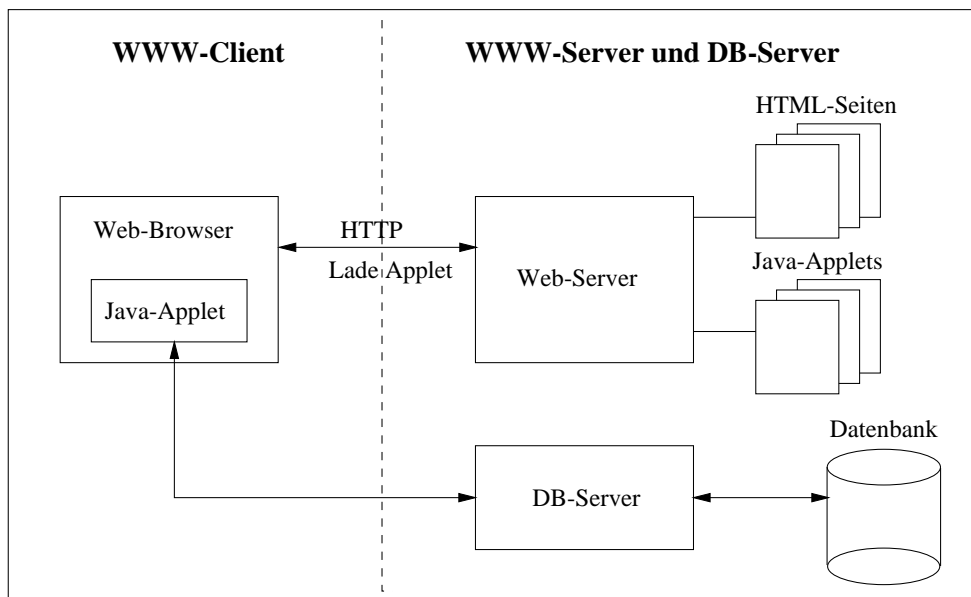 WWW-Client
WWW-Server und DB-Server
HTML-Seiten
Web-Browser
HTTP
Lade Applet
Web-Server
Java-Applets
Java-Applet
Datenbank
DB-Server